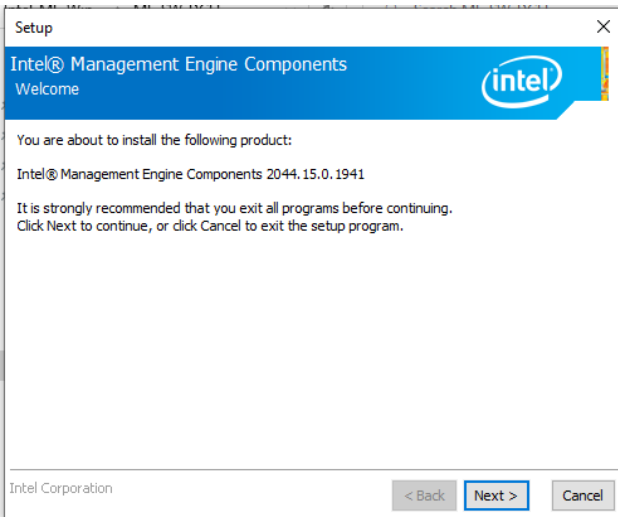 Setup
Intel® Management Engine Components
Welcome
intel
You are about to install the following product:
Intel® Management Engine Components 2044.15.0.1941
It is strongly recommended that you exit all programs before continuing.
Click Next to continue, or click Cancel to exit the setup program.
Intel Corporation
< Back
Next >
Cancel